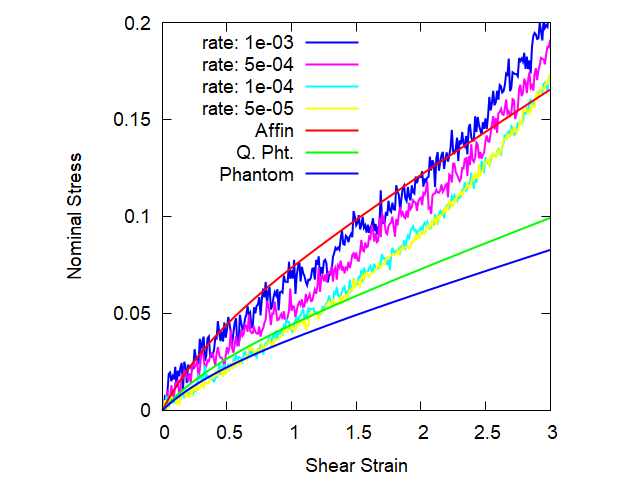 0.2
0.15
0.1
0.05
0
Nominal Stress
rate: 1e-03
rate: 5e-04
rate: 1e-04
rate: 5e-05
Affin
Q. Pht.
Phantom
0 0.5 1 1.5 2 2.5 3
Shear Strain